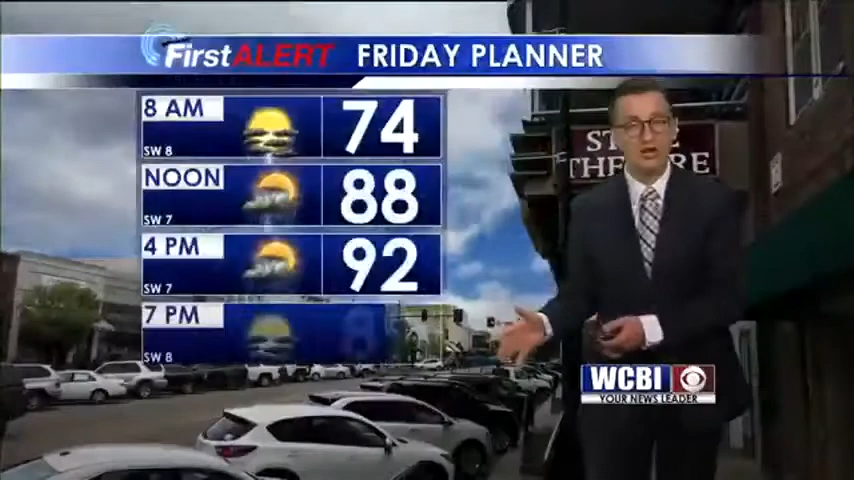 FirstALERT FRIDAY PLANNER
8 AM
74
SW 8
NOON
88
SW 7
4 PM
92
SW 7
7 PM
SW 8
WCBI
YOUR NEWS LEADER